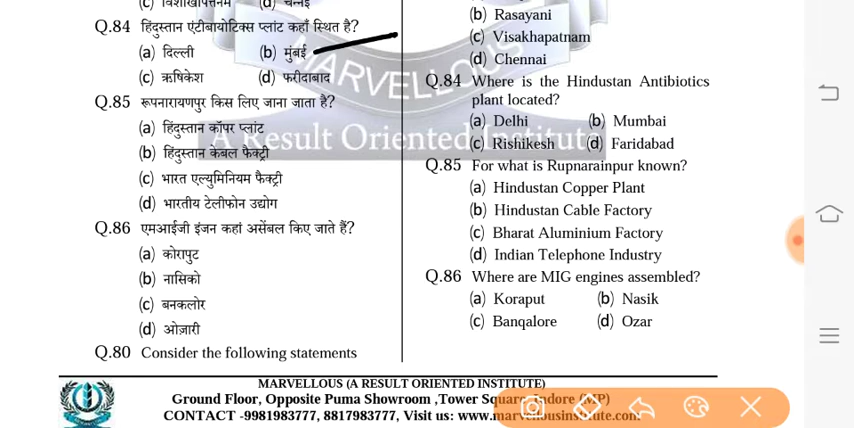 (c) विशाखापत्तनम (d) चेन्नई
Q.84 हिंदुस्तान एंटीबायोटिक्स प्लांट कहाँ स्थित है?
(a) दिल्ली (b) मुंबई
(c) ऋषिकेश (d) फरीदाबाद
Q.85 रूपनारायणपुर किस लिए जाना जाता है?
(a) हिंदुस्तान कॉपर प्लांट
(b) हिंदुस्तान केबल फैक्ट्री
(c) भारत एल्युमिनियम फैक्ट्री
(d) भारतीय टेलीफोन उद्योग
Q.86 एमआईजी इंजन कहां असेंबल किए जाते हैं?
(a) कोरापुट
(b) नासिको
(c) बनकलोर
(d) ओज़ारी
Q.80 Consider the following statements
(b) Rasayani
(c) Visakhapatnam
(d) Chennai
Q.84 Where is the Hindustan Antibiotics
plant located?
(a) Delhi (b) Mumbai
(c) Rishikesh (d) Faridabad
Q.85 For what is Rupnarainpur known?
(a) Hindustan Copper Plant
(b) Hindustan Cable Factory
(c) Bharat Aluminium Factory
(d) Indian Telephone Industry
Q.86 Where are MIG engines assembled?
(a) Koraput (b) Nasik
(c) Banqalore (d) Ozar
MARVELLOUS
A Result Oriented Institute
MARVELLOUS (A RESULT ORIENTED INSTITUTE)
Ground Floor, Opposite Puma Showroom ,Tower Square, Indore (MP)
CONTACT -9981983777, 8817983777, Visit us: www.marvellousinstitute.com